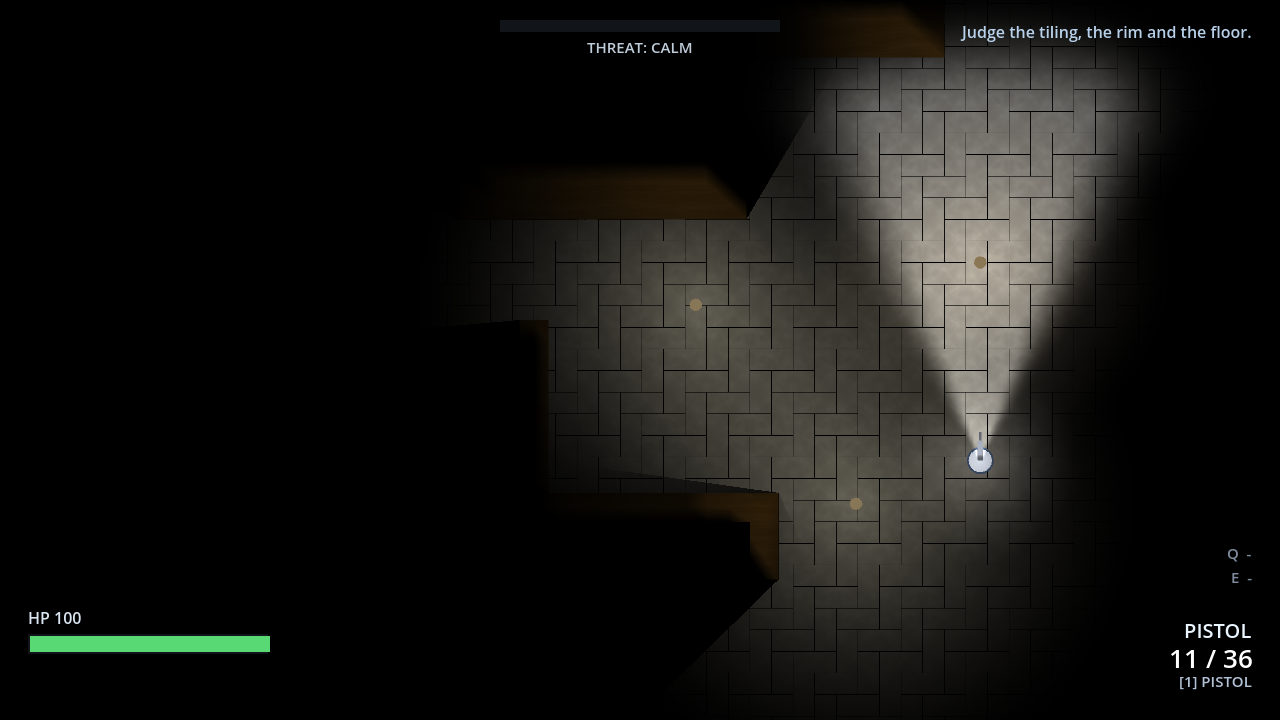 Judge the tiling, the rim and the floor.
THREAT: CALM
Q -
E -
HP 100
PISTOL
11 / 36
[1] PISTOL